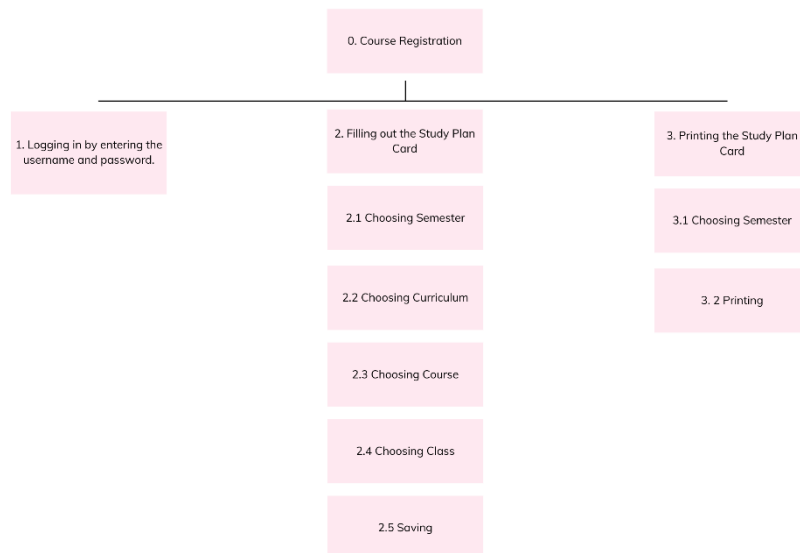 0. Course Registration
1. Logging in by entering the
username and password.
2. Filling out the Study Plan
Card
2.1 Choosing Semester
2.2 Choosing Curriculum
2.3 Choosing Course
2.4 Choosing Class
2.5 Saving
3. Printing the Study Plan
Card
3.1 Choosing Semester
3. 2 Printing